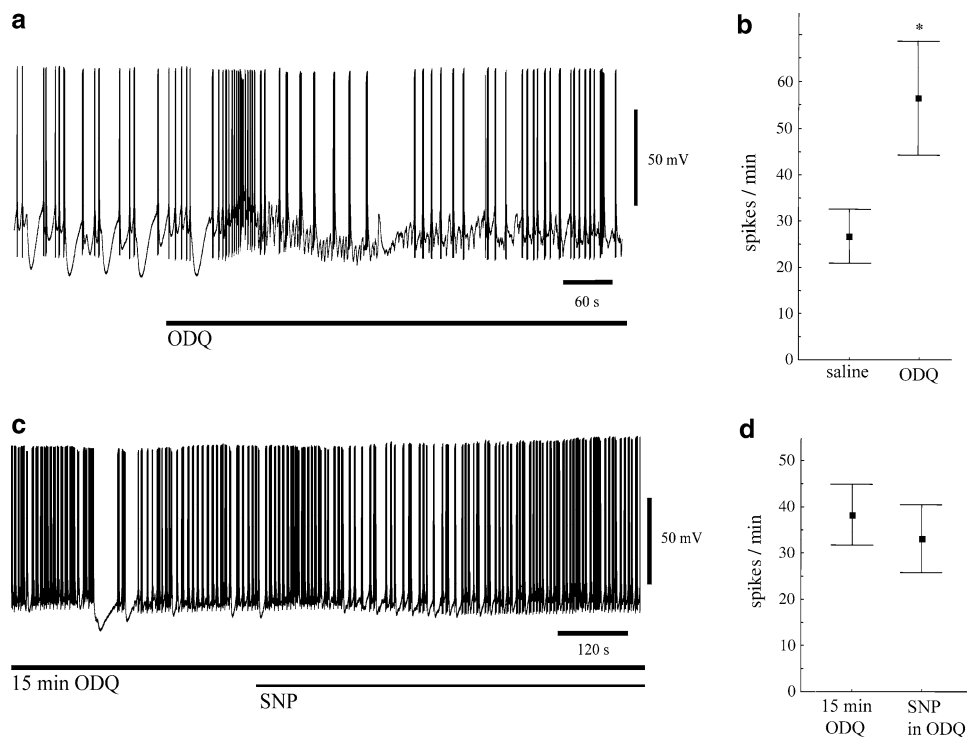 a
50 mV
60 s
ODQ
b
*
spikes / min
60
50
40
30
20
10
0
saline
ODQ
c
50 mV
120 s
15 min ODQ
SNP
d
spikes / min
50
40
30
20
10
0
15 min
ODQ
SNP
in ODQ